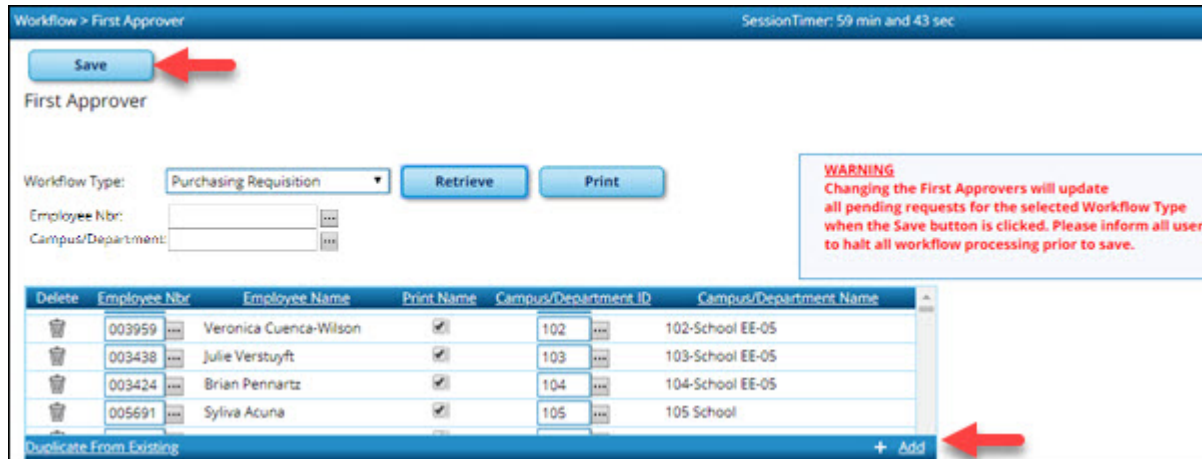 Workflow > First Approver SessionTimer: 59 min and 43 sec
Save
First Approver
Workflow Type: Purchasing Requisition Retrieve Print
Employee Nbr: ...
Campus/Department: ...
WARNING
Changing the First Approvers will update
all pending requests for the selected Workflow Type
when the Save button is clicked. Please inform all user
to halt all workflow processing prior to save.
Delete Employee Nbr Employee Name Print Name Campus/Department ID Campus/Department Name
003959 ... Veronica Cuenca-Wilson 102 ... 102-School EE-05
003438 ... Julie Verstuyft 103 ... 103-School EE-05
003424 ... Brian Pennartz 104 ... 104-School EE-05
005691 ... Syliva Acuna 105 ... 105 School
Duplicate From Existing + Add